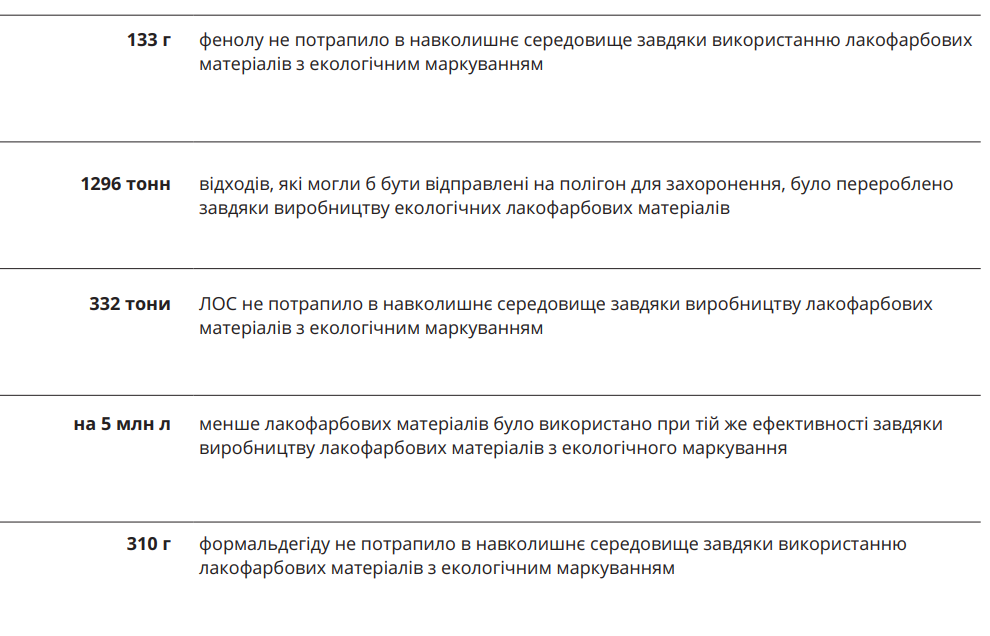 133 г фенолу не потрапило в навколишнє середовище завдяки використанню лакофарбових
матеріалів з екологічним маркуванням
1296 тонн відходів, які могли б бути відправлені на полігон для захоронення, було перероблено
завдяки виробництву екологічних лакофарбових матеріалів
332 тони ЛОС не потрапило в навколишнє середовище завдяки виробництву лакофарбових
матеріалів з екологічним маркуванням
на 5 млн л менше лакофарбових матеріалів було використано при тій же ефективності завдяки
виробництву лакофарбових матеріалів з екологічного маркування
310 г формальдегіду не потрапило в навколишнє середовище завдяки використанню
лакофарбових матеріалів з екологічним маркуванням